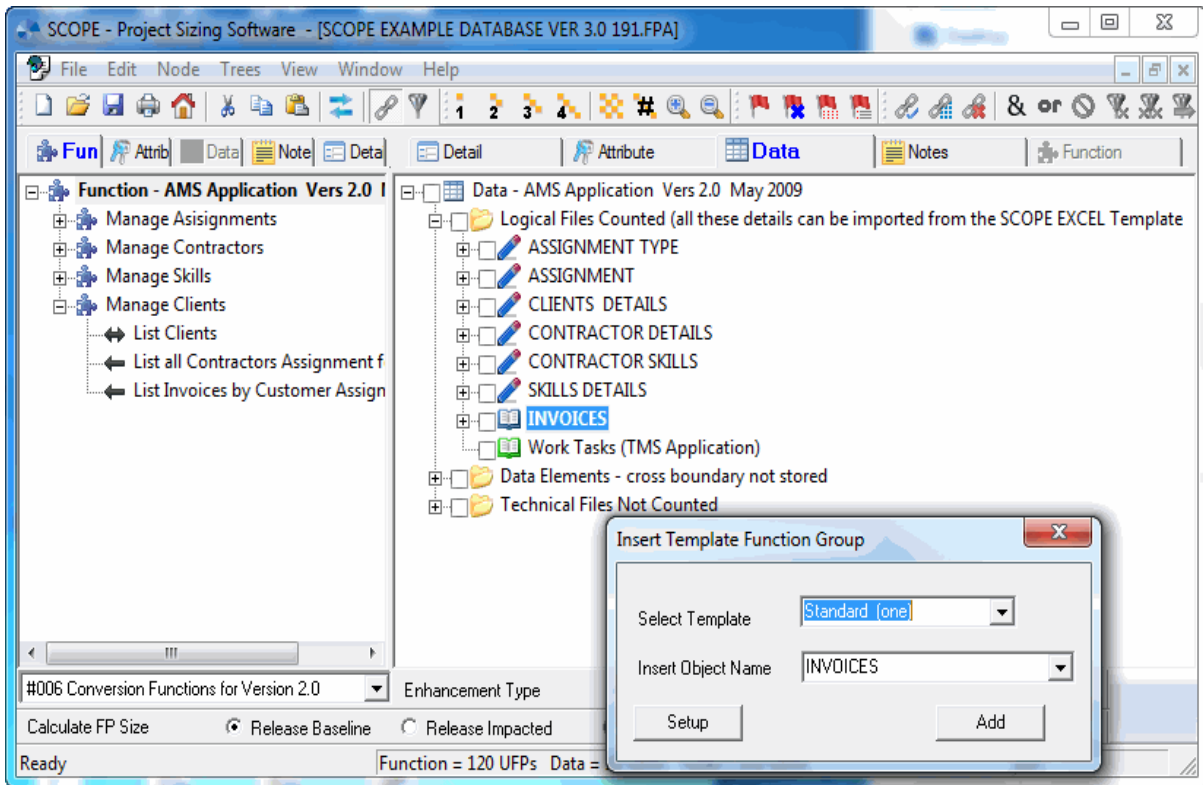 SCOPE - Project Sizing Software - [SCOPE EXAMPLE DATABASE VER 3.0 191.FPA]
File Edit Node Trees View Window Help
1 2 3 4 # & or
Fun Attrib Data Note Detai Detail Attribute Data Notes Function
Function - AMS Application Vers 2.0
Manage Asisignments
Manage Contractors
Manage Skills
Manage Clients
List Clients
List all Contractors Assignment f
List Invoices by Customer Assign
Data - AMS Application Vers 2.0 May 2009
Logical Files Counted (all these details can be imported from the SCOPE EXCEL Template
ASSIGNMENT TYPE
ASSIGNMENT
CLIENTS DETAILS
CONTRACTOR DETAILS
CONTRACTOR SKILLS
SKILLS DETAILS
INVOICES
Work Tasks (TMS Application)
Data Elements - cross boundary not stored
Technical Files Not Counted
Insert Template Function Group
Select Template Standard (one)
Insert Object Name INVOICES
Setup Add
#006 Conversion Functions for Version 2.0 Enhancement Type
Calculate FP Size Release Baseline Release Impacted
Ready Function = 120 UFPs Data =